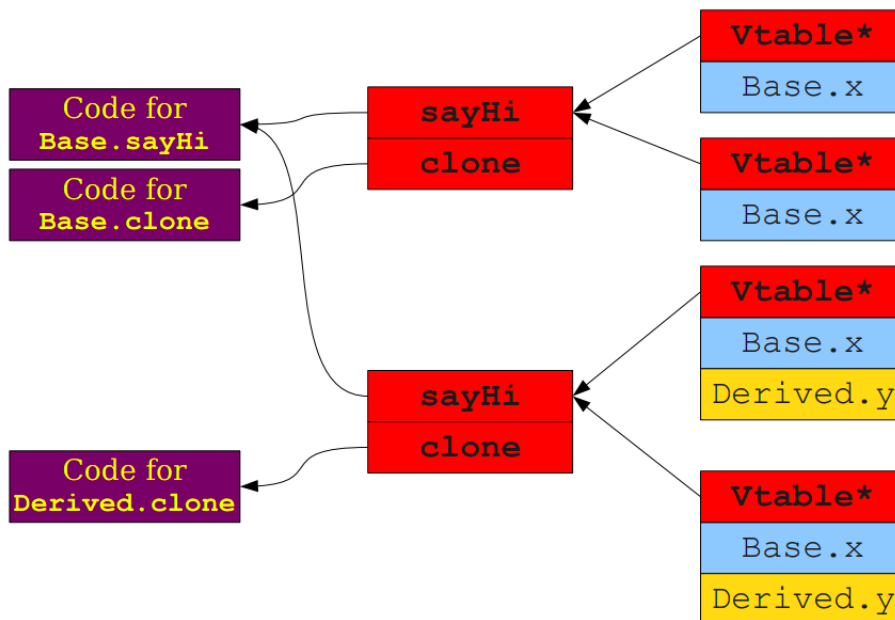 Code for
Base.sayHi
Code for
Base.clone
Code for
Derived.clone
sayHi
clone
sayHi
clone
Vtable*
Base.x
Vtable*
Base.x
Vtable*
Base.x
Derived.y
Vtable*
Base.x
Derived.y